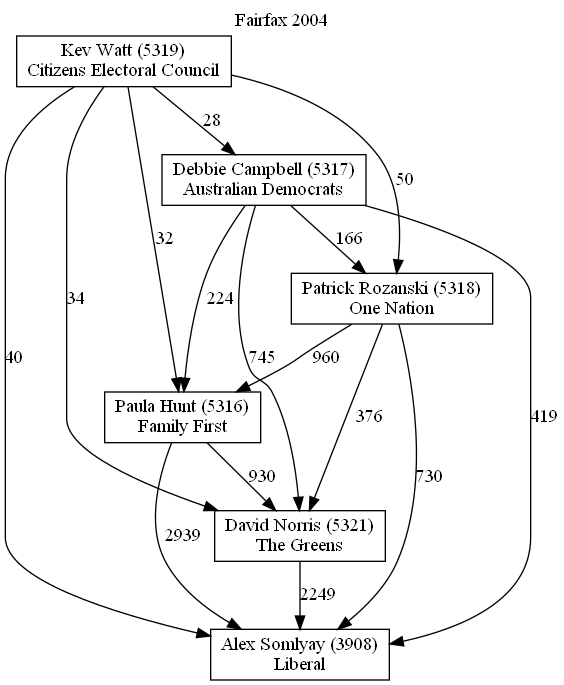 Fairfax 2004
Kev Watt (5319)
Citizens Electoral Council
28
Debbie Campbell (5317)
Australian Democrats
50
32
166
34
224
Patrick Rozanski (5318)
One Nation
40
745
960
Paula Hunt (5316)
Family First
376
419
930
730
2939
David Norris (5321)
The Greens
2249
Alex Somlyay (3908)
Liberal